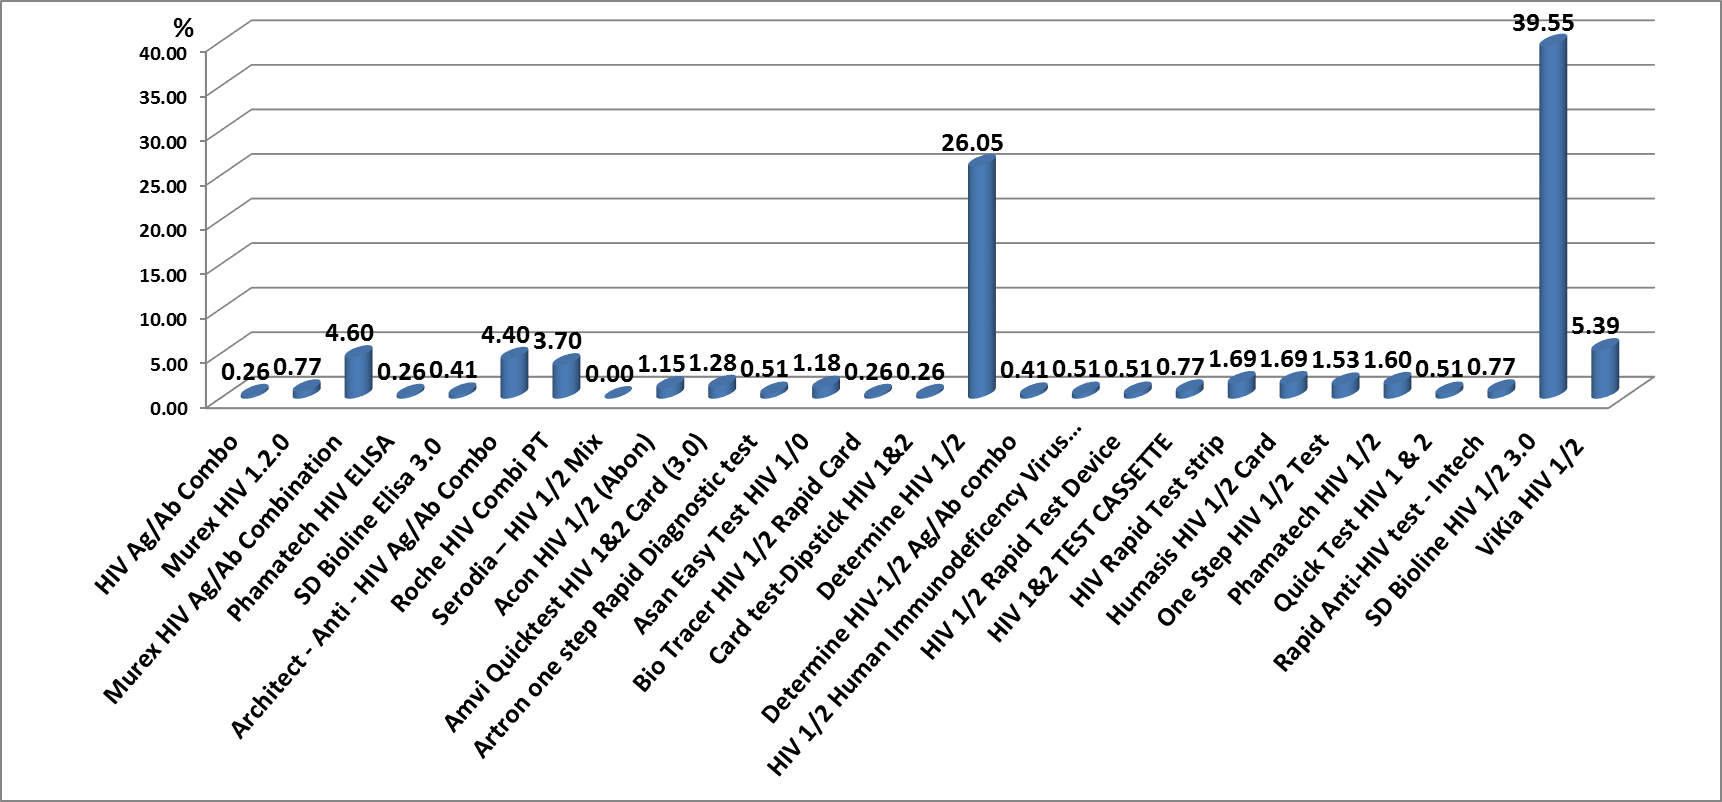 %
40.00
35.00
30.00
25.00
20.00
15.00
10.00
5.00
0.00
0.26
0.77
4.60
0.26
0.41
4.40
3.70
0.00
1.15
1.28
0.51
1.18
0.26
0.26
26.05
0.41
0.51
0.51
0.77
1.69
1.69
1.53
1.60
0.51
0.77
39.55
5.39
HIV Ag/Ab Combo
Murex HIV 1.2.0
Murex HIV Ag/Ab Combination
Phamatech HIV ELISA
SD Bioline Elisa 3.0
Architect - Anti - HIV Ag/Ab Combo
Roche HIV Combi PT
Serodia – HIV 1/2 Mix
Acon HIV 1/2 (Abon)
Amvi Quicktest HIV 1&2 Card (3.0)
Artron one step Rapid Diagnostic test
Asan Easy Test HIV 1/0
Bio Tracer HIV 1/2 Rapid Card
Card test-Dipstick HIV 1&2
Determine HIV 1/2
Determine HIV-1/2 Ag/Ab combo
HIV 1/2 Human Immunodeficency Virus…
HIV 1/2 Rapid Test Device
HIV 1&2 TEST CASSETTE
HIV Rapid Test strip
Humasis HIV 1/2 Card
One Step HIV 1/2 Test
Phamatech HIV 1/2
Quick Test HIV 1 & 2
Rapid Anti-HIV test - Intech
SD Bioline HIV 1/2 3.0
ViKia HIV 1/2